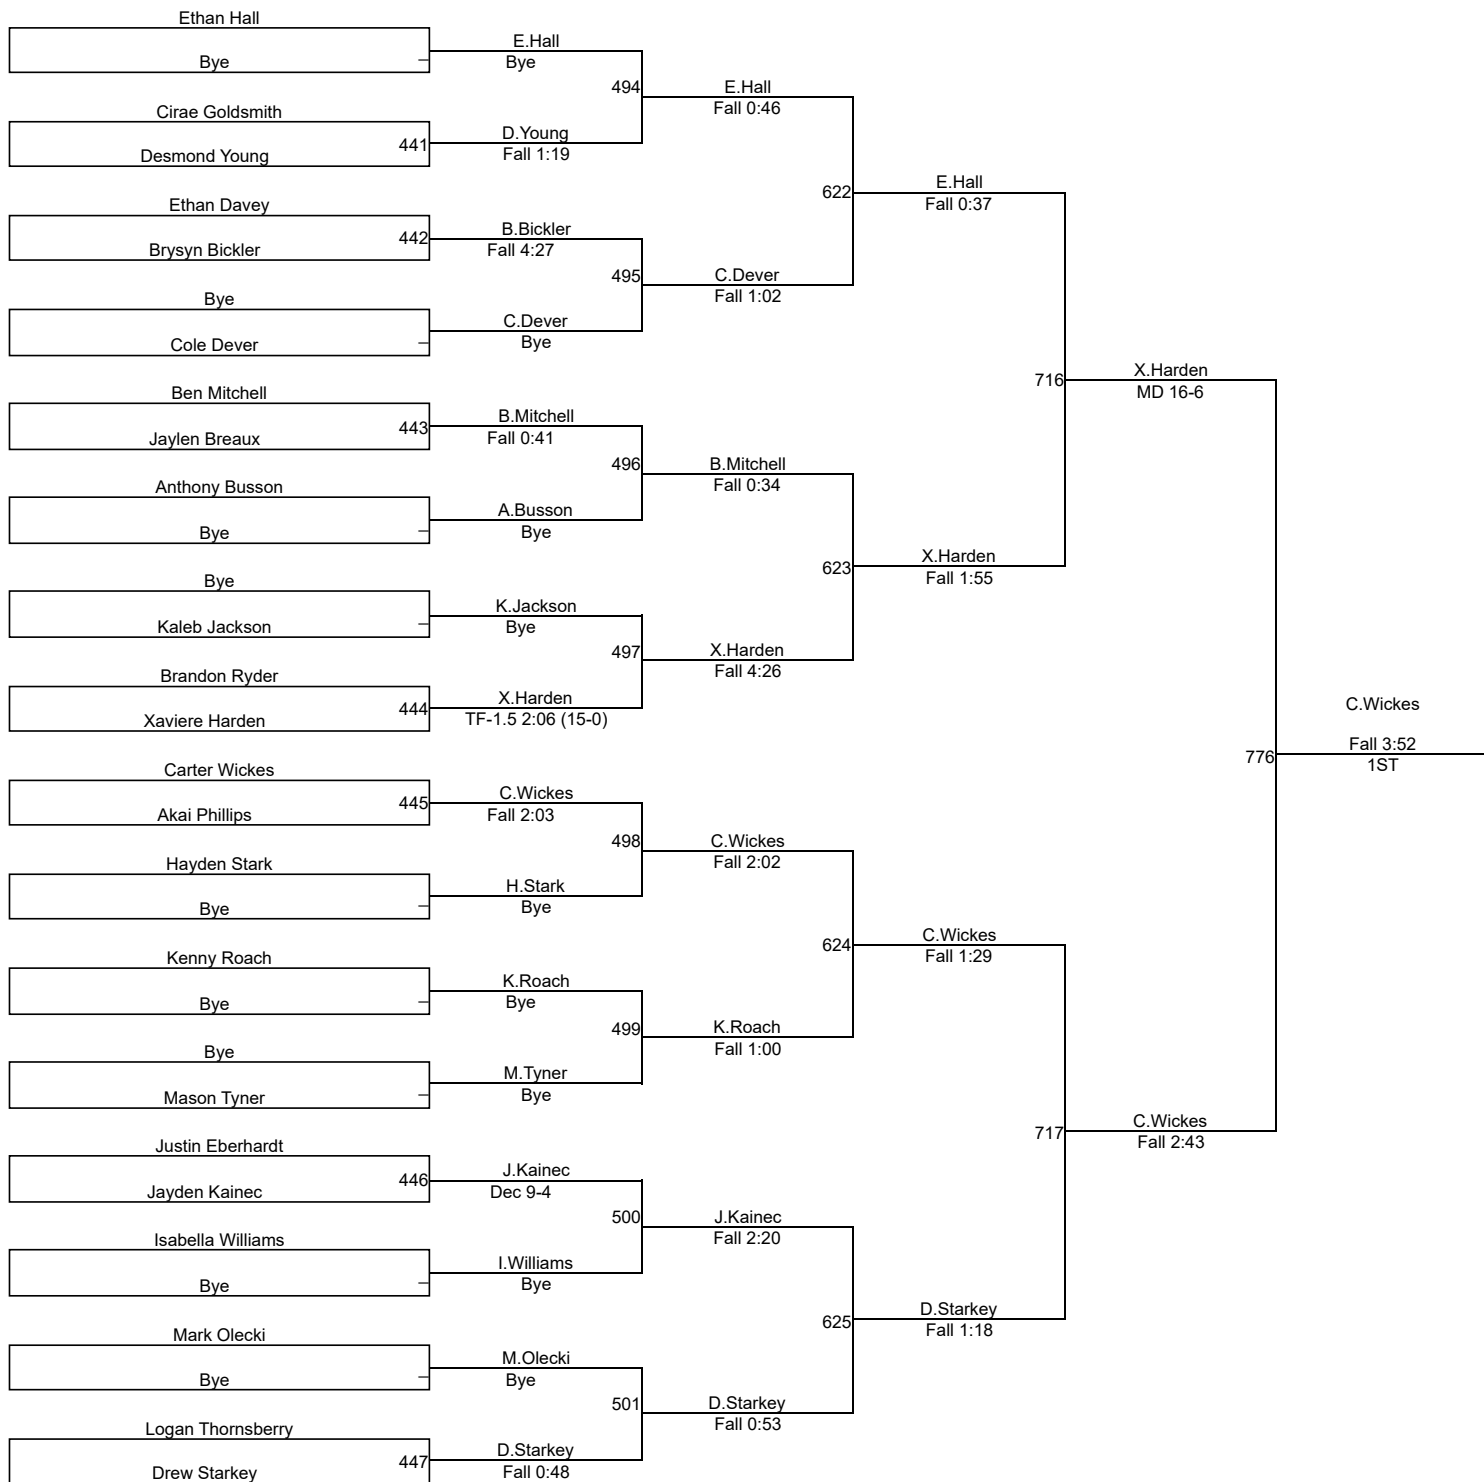 Ethan Hall
Bye
Cirae Goldsmith
441
Desmond Young
Ethan Davey
442
Brysyn Bickler
Bye
Cole Dever
Ben Mitchell
443
Jaylen Breaux
Anthony Busson
Bye
Bye
Kaleb Jackson
Brandon Ryder
444
Xaviere Harden
Carter Wickes
445
Akai Phillips
Hayden Stark
Bye
Kenny Roach
Bye
Bye
Mason Tyner
Justin Eberhardt
446
Jayden Kainec
Isabella Williams
Bye
Mark Olecki
Bye
Logan Thornsberry
447
Drew Starkey
E.Hall
Bye
494
D.Young
Fall 1:19
B.Bickler
Fall 4:27
495
C.Dever
Bye
B.Mitchell
Fall 0:41
496
A.Busson
Bye
K.Jackson
Bye
497
X.Harden
TF-1.5 2:06 (15-0)
C.Wickes
Fall 2:03
498
H.Stark
Bye
K.Roach
Bye
499
M.Tyner
Bye
J.Kainec
Dec 9-4
500
I.Williams
Bye
M.Olecki
Bye
501
D.Starkey
Fall 0:48
E.Hall
Fall 0:46
622
C.Dever
Fall 1:02
B.Mitchell
Fall 0:34
623
X.Harden
Fall 4:26
C.Wickes
Fall 2:02
624
K.Roach
Fall 1:00
J.Kainec
Fall 2:20
625
D.Starkey
Fall 0:53
E.Hall
Fall 0:37
716
X.Harden
Fall 1:55
C.Wickes
Fall 1:29
717
D.Starkey
Fall 1:18
X.Harden
MD 16-6
776
C.Wickes
Fall 2:43
C.Wickes
Fall 3:52
1ST